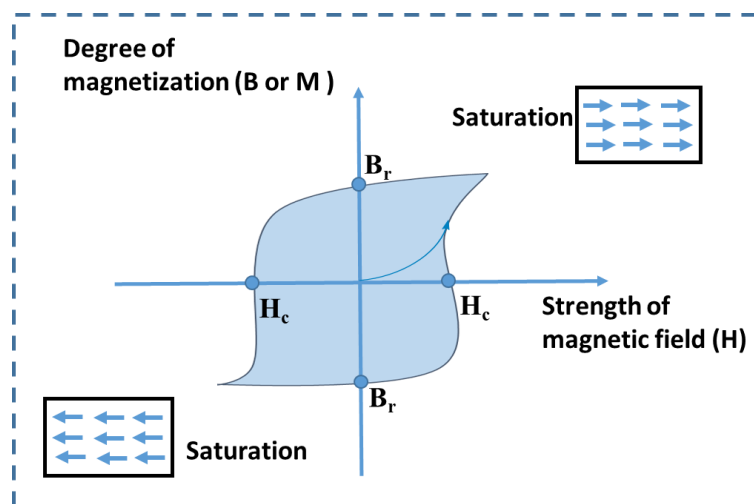 Degree of
magnetization (B or M )
Saturation
Br
Hc
Hc
Strength of
magnetic field (H)
Br
Saturation